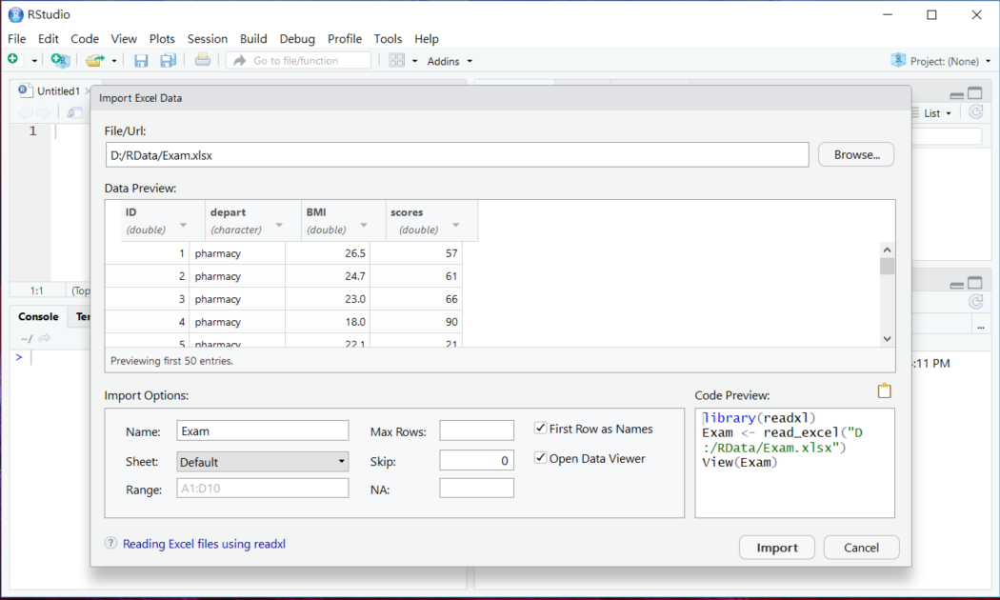 RStudio
File Edit Code View Plots Session Build Debug Profile Tools Help
Go to file/function Addins Project: (None)
Untitled1
List
1
1:1 (Top
Console Ter
~/
>
...
:11 PM
Import Excel Data
File/Url:
D:/RData/Exam.xlsx Browse...
Data Preview:
ID depart BMI scores
(double) (character) (double) (double)
1 pharmacy 26.5 57
2 pharmacy 24.7 61
3 pharmacy 23.0 66
4 pharmacy 18.0 90
5 pharmacy 22.1 21
Previewing first 50 entries.
Import Options:
Name: Exam Max Rows: First Row as Names
Sheet: Default Skip: 0 Open Data Viewer
Range: A1:D10 NA:
Code Preview:
library(readxl)
Exam <- read_excel("D
:/RData/Exam.xlsx")
View(Exam)
? Reading Excel files using readxl
Import Cancel